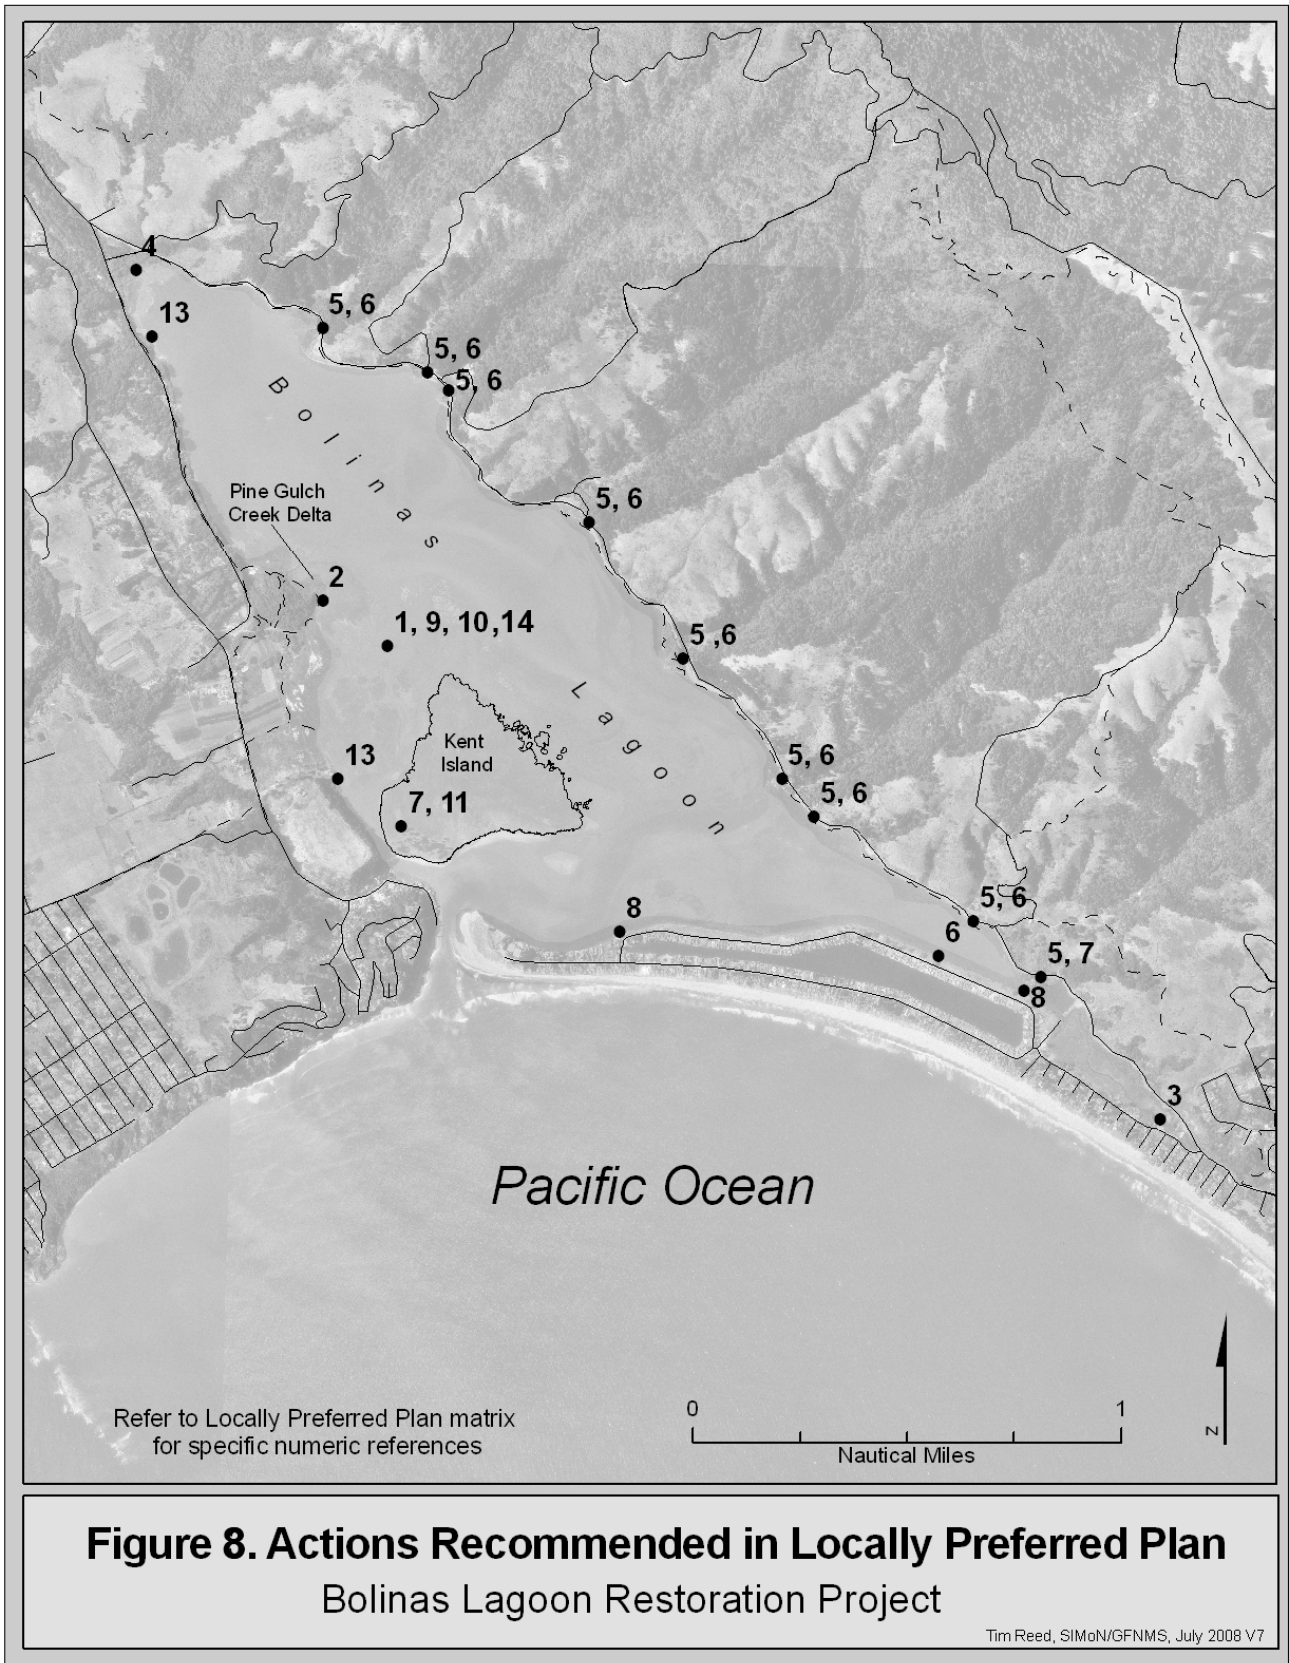 4
13
5, 6
5, 6
5, 6
Bolinas
Pine Gulch
Creek Delta
5, 6
2
1, 9, 10 ,14
5 ,6
Lagoon
Kent
Island
13
5, 6
7, 11
5, 6
5, 6
8
6
5, 7
8
3
Pacific Ocean
Refer to Locally Preferred Plan matrix
for specific numeric references
0 1
Nautical Miles
N
Figure 8. Actions Recommended in Locally Preferred Plan
Bolinas Lagoon Restoration Project
Tim Reed, SIMoN/GFNMS, July 2008 V7